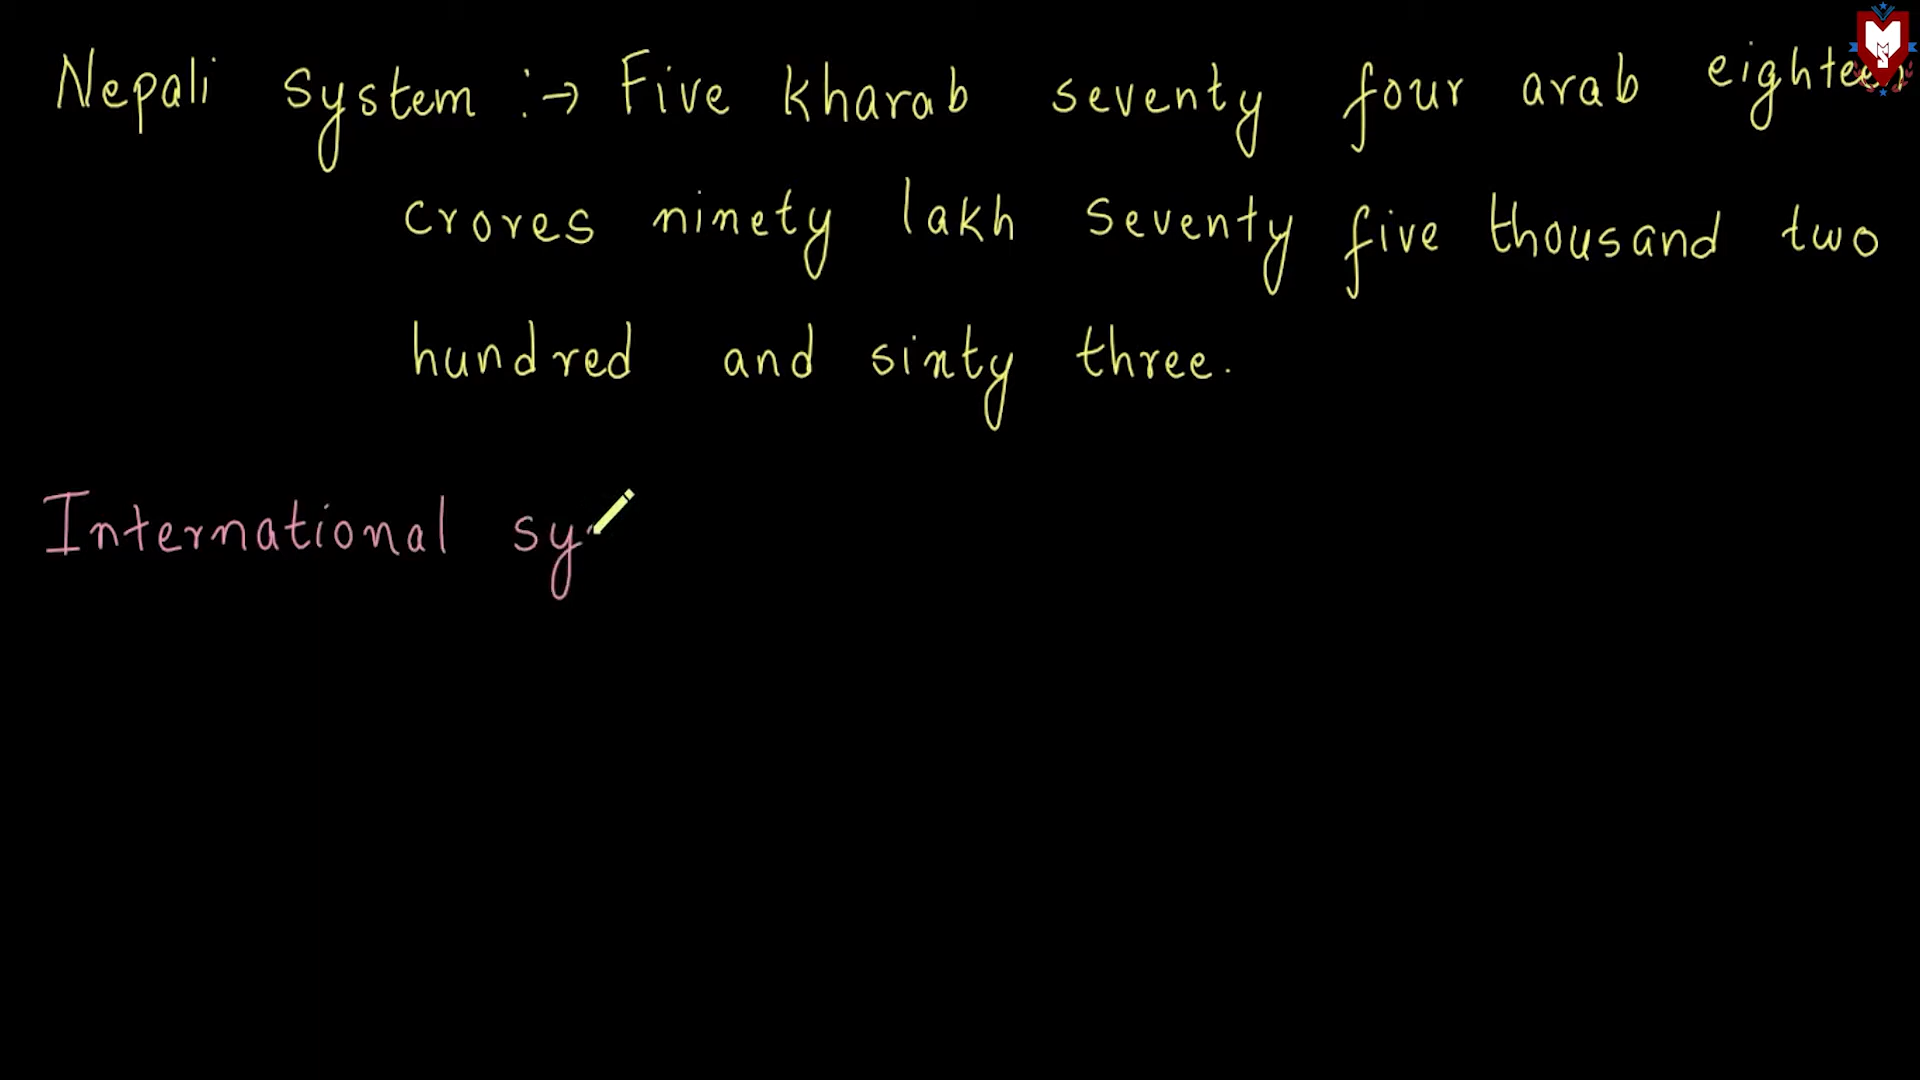 Nepali System :→ Five kharab seventy four arab eighteen
crores ninety lakh seventy five thousand two
hundred and sixty three.
International sy